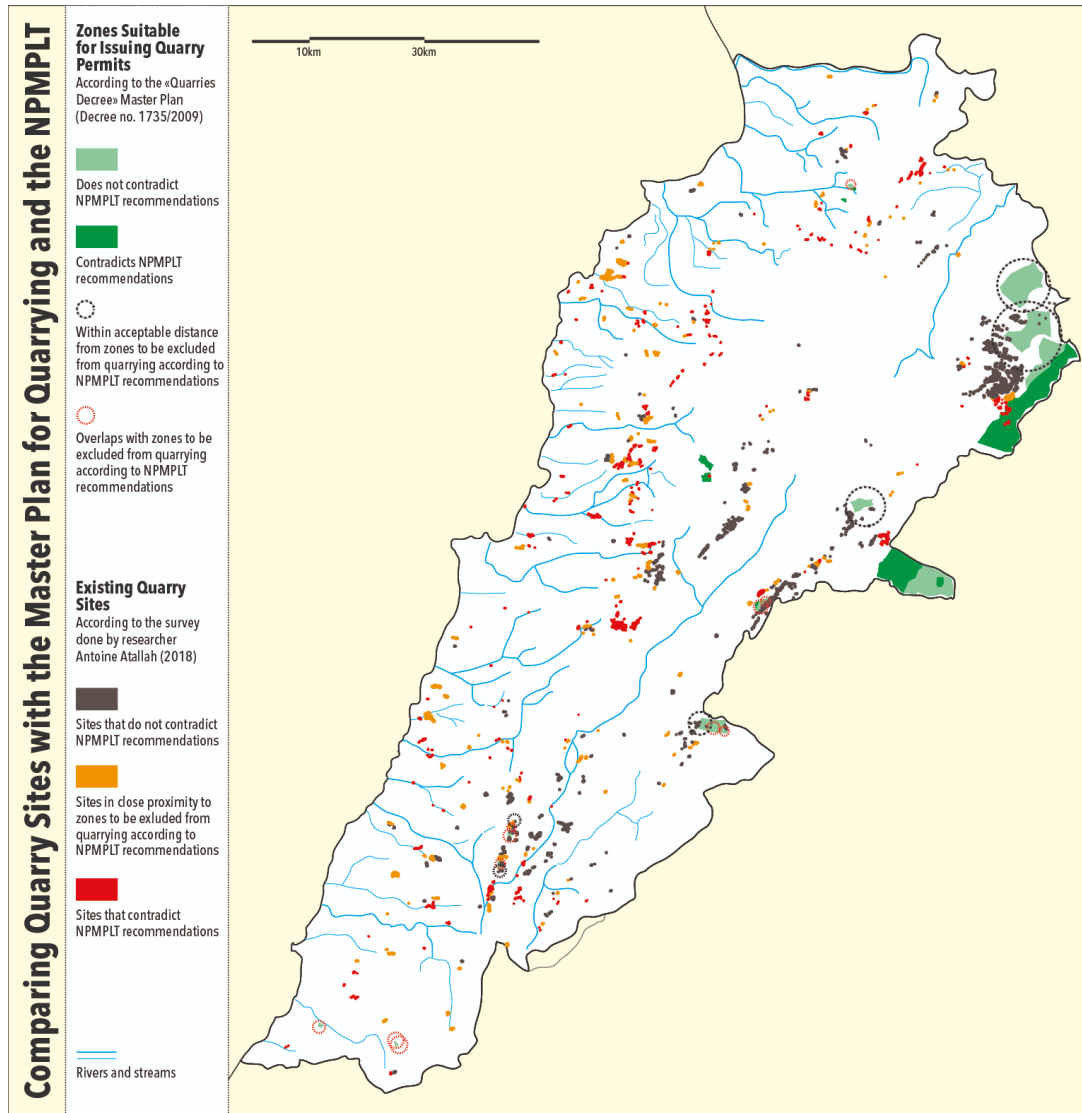 Comparing Quarry Sites with the Master Plan for Quarrying and the NPMPLT
Zones Suitable
for Issuing Quarry
Permits
According to the «Quarries
Decree» Master Plan
(Decree no. 1735/2009)
Does not contradict
NPMPLT recommendations
Contradicts NPMPLT
recommendations
Within acceptable distance
from zones to be excluded
from quarrying according to
NPMPLT recommendations
Overlaps with zones to be
excluded from quarrying
according to NPMPLT
recommendations
Existing Quarry
Sites
According to the survey
done by researcher
Antoine Atallah (2018)
Sites that do not contradict
NPMPLT recommendations
Sites in close proximity to
zones to be exluded from
quarrying according to
NPMPLT recommendations
Sites that contradict
NPMPLT recommendations
Rivers and streams
10km
30km